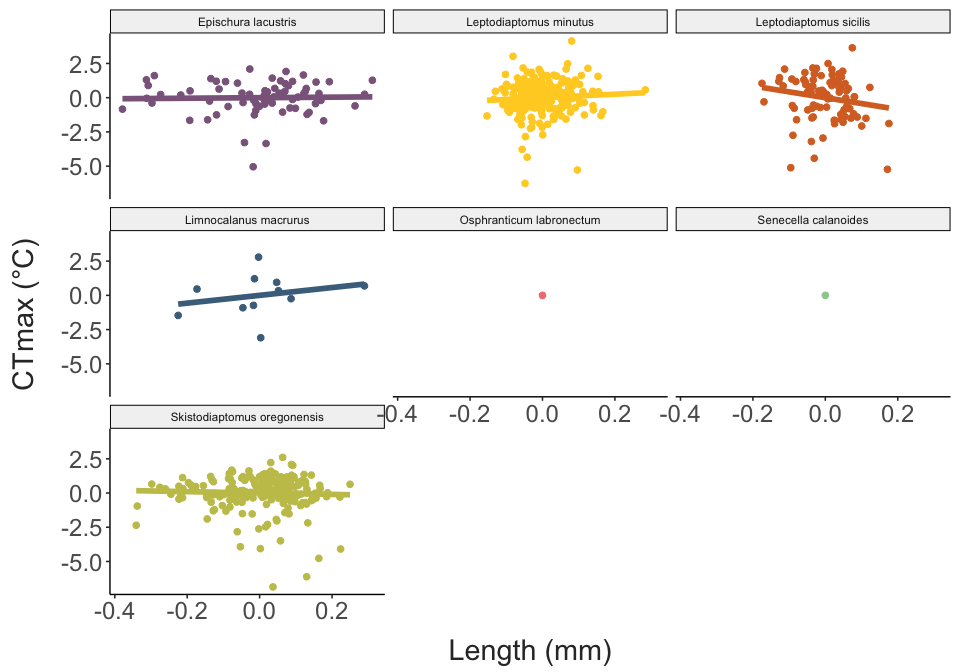 Epischura lacustris Leptodiaptomus minutus Leptodiaptomus sicilis
2.5
0.0
-2.5
-5.0
Limnocalanus macrurus Osphranticum labronectum Senecella calanoides
2.5
0.0
-2.5
-5.0
CTmax (°C)
-0.4 -0.2 0.0 0.2 -0.4 -0.2 0.0 0.2
Skistodiaptomus oregonensis
2.5
0.0
-2.5
-5.0
-0.4 -0.2 0.0 0.2
Length (mm)